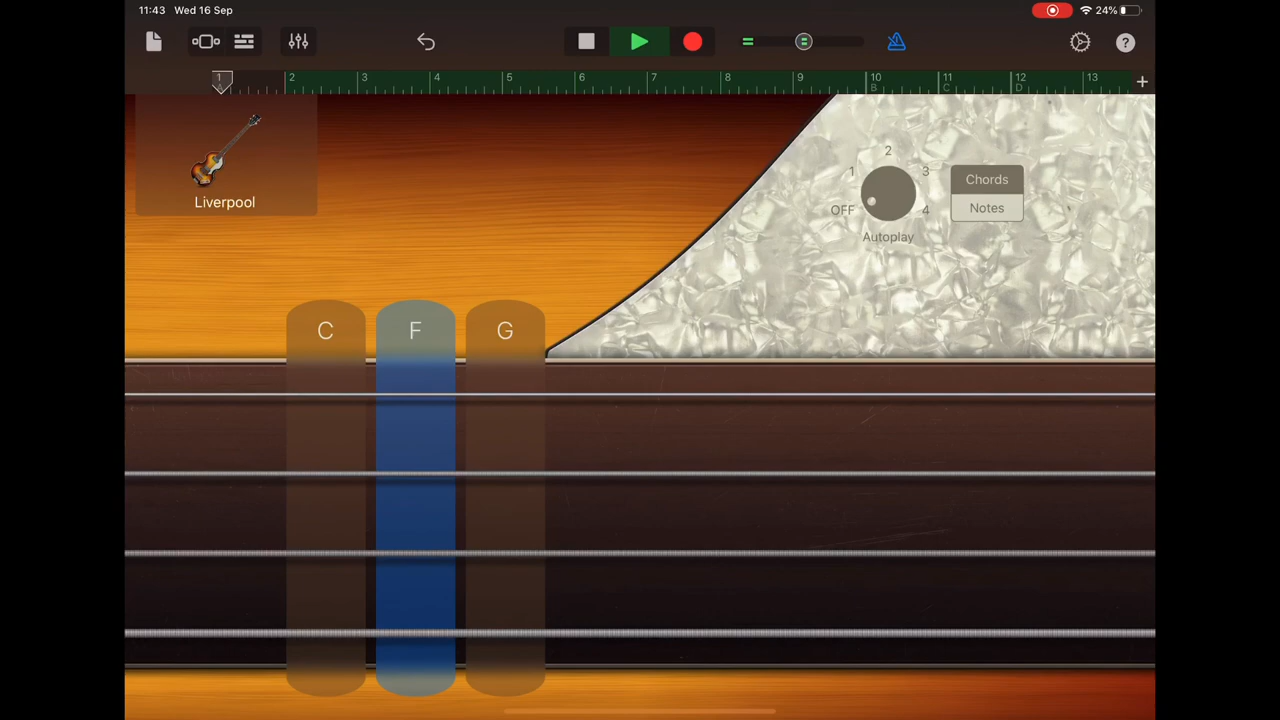 11:43 Wed 16 Sep 24%
?
1 2 3 4 5 6 7 8 9 10 11 12 13 +
A B C D
Liverpool
OFF 1 2 3 4
Autoplay
Chords
Notes
C F G